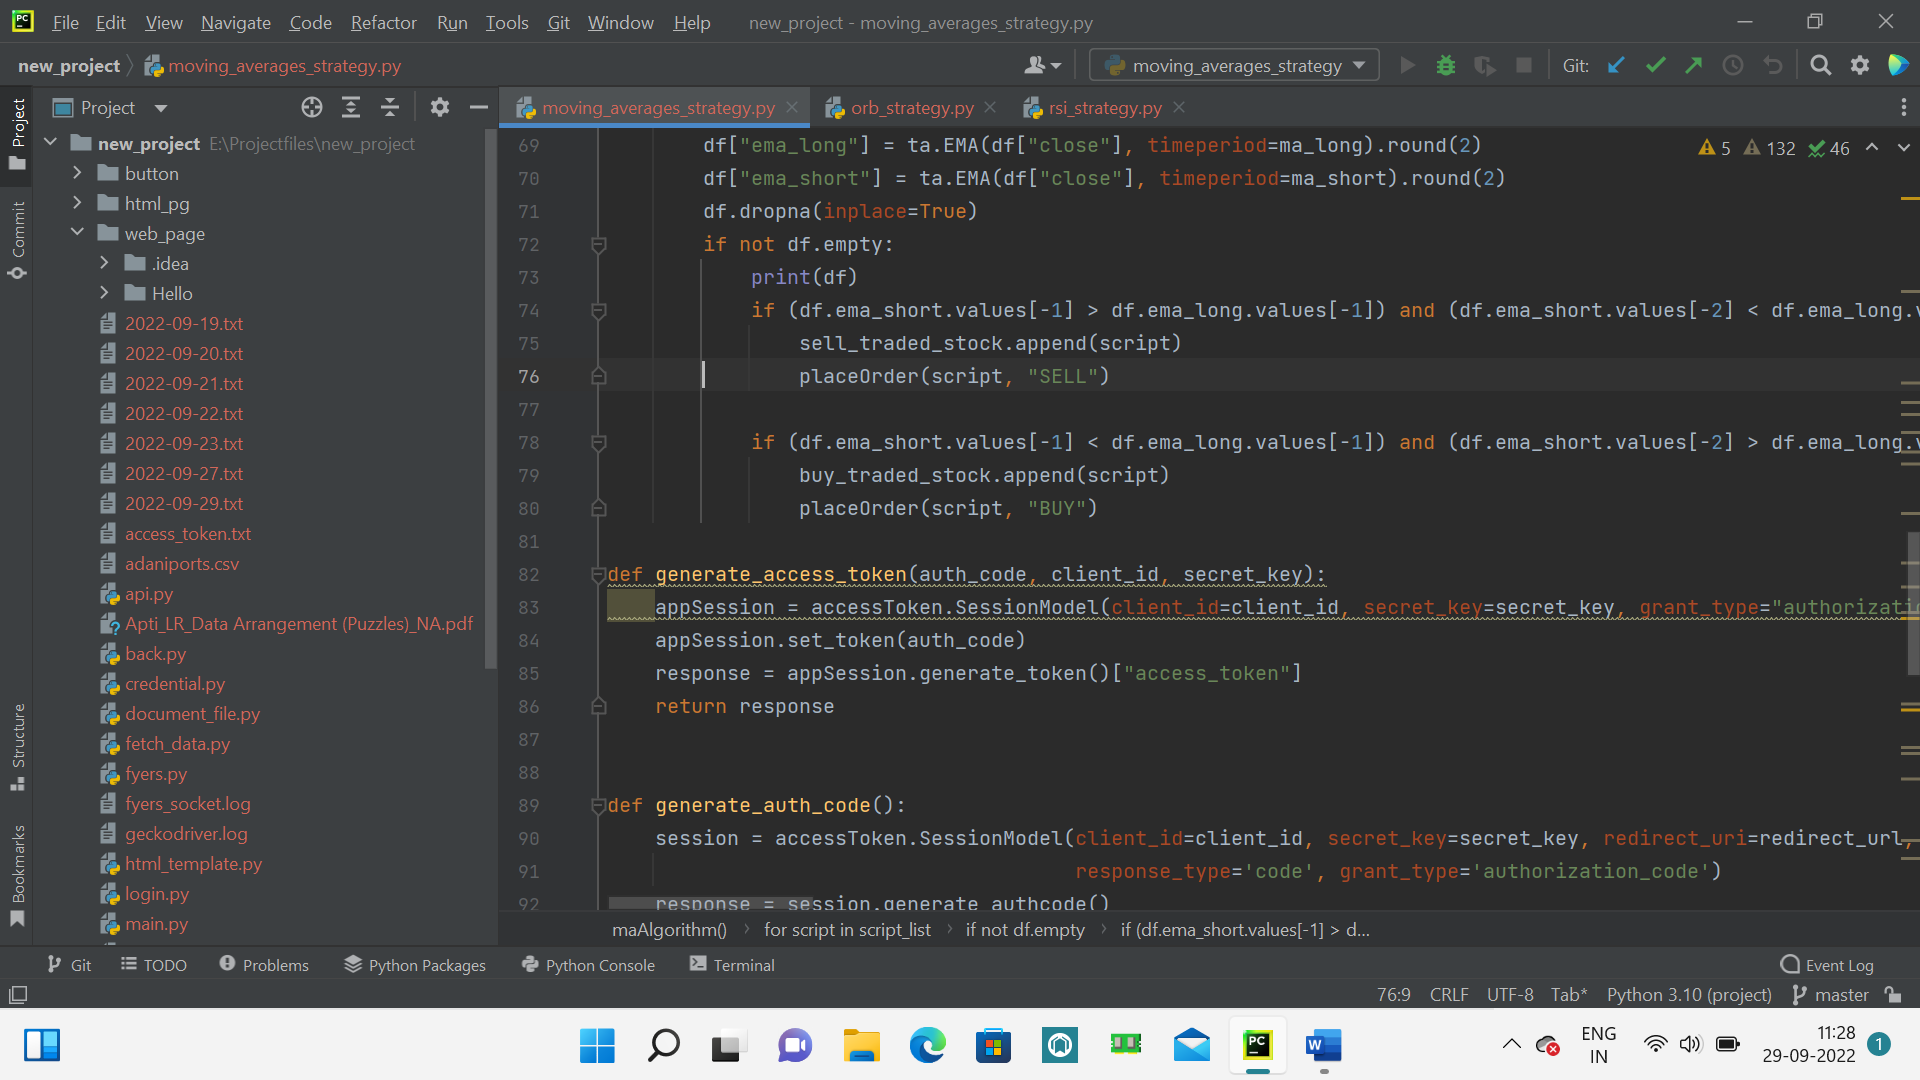 PC File Edit View Navigate Code Refactor Run Tools Git Window Help new_project - moving_averages_strategy.py
new_project moving_averages_strategy.py moving_averages_strategy Git:
Project moving_averages_strategy.py orb_strategy.py rsi_strategy.py
Project
Commit
Structure
Bookmarks
new_project E:\Projectfiles\new_project
button
html_pg
web_page
.idea
Hello
2022-09-19.txt
2022-09-20.txt
2022-09-21.txt
2022-09-22.txt
2022-09-23.txt
2022-09-27.txt
2022-09-29.txt
access_token.txt
adaniports.csv
api.py
Apti_LR_Data Arrangement (Puzzles)_NA.pdf
back.py
credential.py
document_file.py
fetch_data.py
fyers.py
fyers_socket.log
geckodriver.log
html_template.py
login.py
main.py
5 132 46
69 df["ema_long"] = ta.EMA(df["close"], timeperiod=ma_long).round(2)
70 df["ema_short"] = ta.EMA(df["close"], timeperiod=ma_short).round(2)
71 df.dropna(inplace=True)
72 if not df.empty:
73 print(df)
74 if (df.ema_short.values[-1] > df.ema_long.values[-1]) and (df.ema_short.values[-2] < df.ema_long.v
75 sell_traded_stock.append(script)
76 placeOrder(script, "SELL")
77
78 if (df.ema_short.values[-1] < df.ema_long.values[-1]) and (df.ema_short.values[-2] > df.ema_long.v
79 buy_traded_stock.append(script)
80 placeOrder(script, "BUY")
81
82 def generate_access_token(auth_code, client_id, secret_key):
83 appSession = accessToken.SessionModel(client_id=client_id, secret_key=secret_key, grant_type="authorizatio
84 appSession.set_token(auth_code)
85 response = appSession.generate_token()["access_token"]
86 return response
87
88
89 def generate_auth_code():
90 session = accessToken.SessionModel(client_id=client_id, secret_key=secret_key, redirect_uri=redirect_url,
91 response_type='code', grant_type='authorization_code')
92 response = session.generate_authcode()
maAlgorithm() for script in script_list if not df.empty if (df.ema_short.values[-1] > d...
Git TODO Problems Python Packages Python Console Terminal Event Log
76:9 CRLF UTF-8 Tab* Python 3.10 (project) master
PC W ENG
IN
11:28
29-09-2022
1